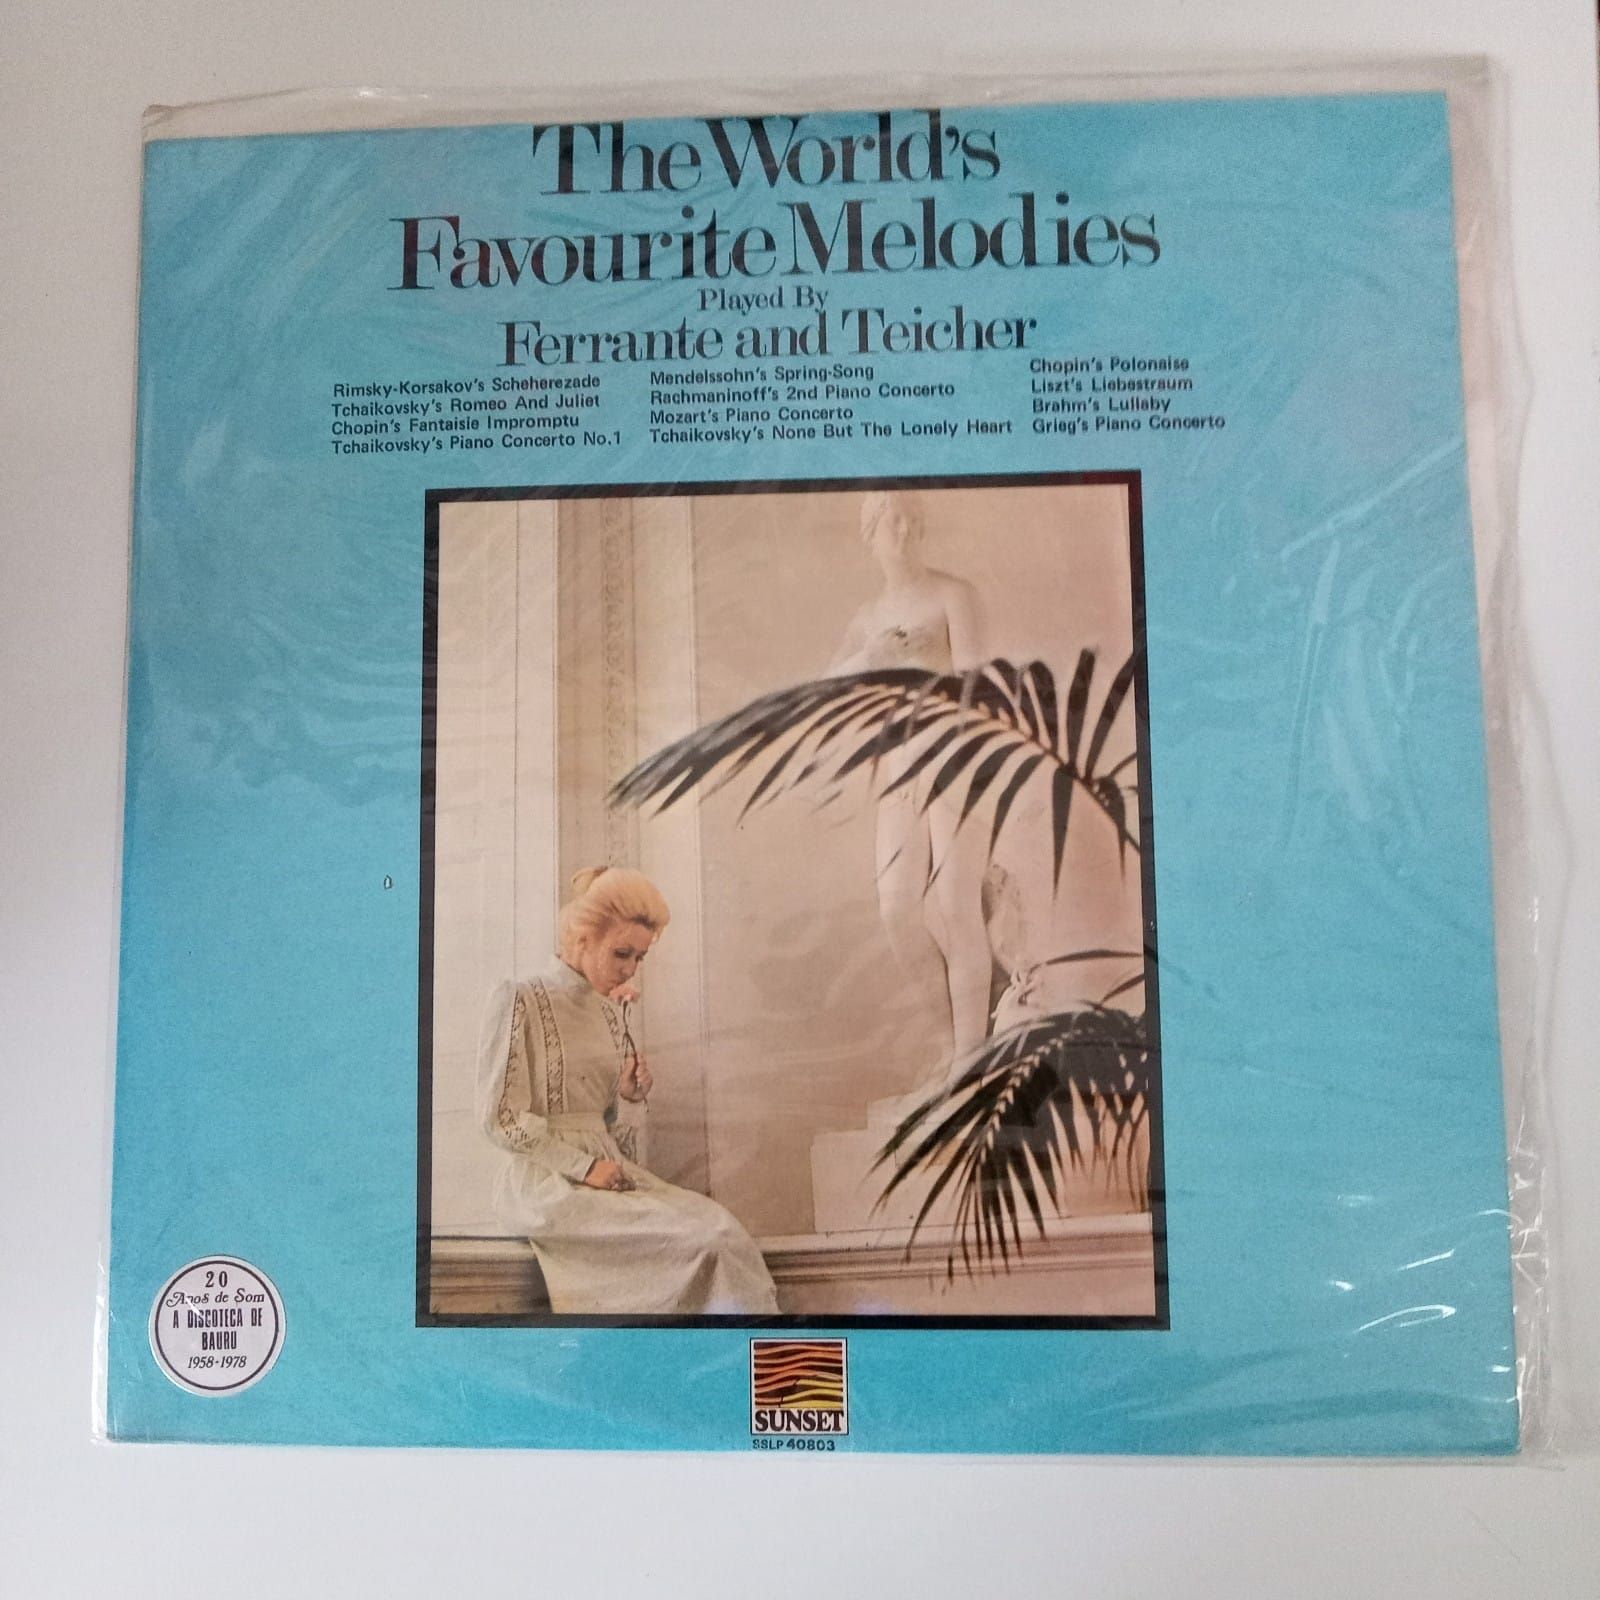 The World's
Favourite Melodies
Played By
Ferrante and Teicher
Rimsky-Korsakov's Scheherezade
Tchaikovsky's Romeo And Juliet
Chopin's Fantaisie Impromptu
Tchaikovsky's Piano Concerto No.1
Mendelssohn's Spring-Song
Rachmaninoff's 2nd Piano Concerto
Mozart's Piano Concerto
Tchaikovsky's None But The Lonely Heart
Chopin's Polonaise
Liszt's Liebestraum
Brahm's Lullaby
Grieg's Piano Concerto
20
Anos de Som
A DISCOTECA DE
BAURU
1958-1978
SUNSET
SSLP 40803